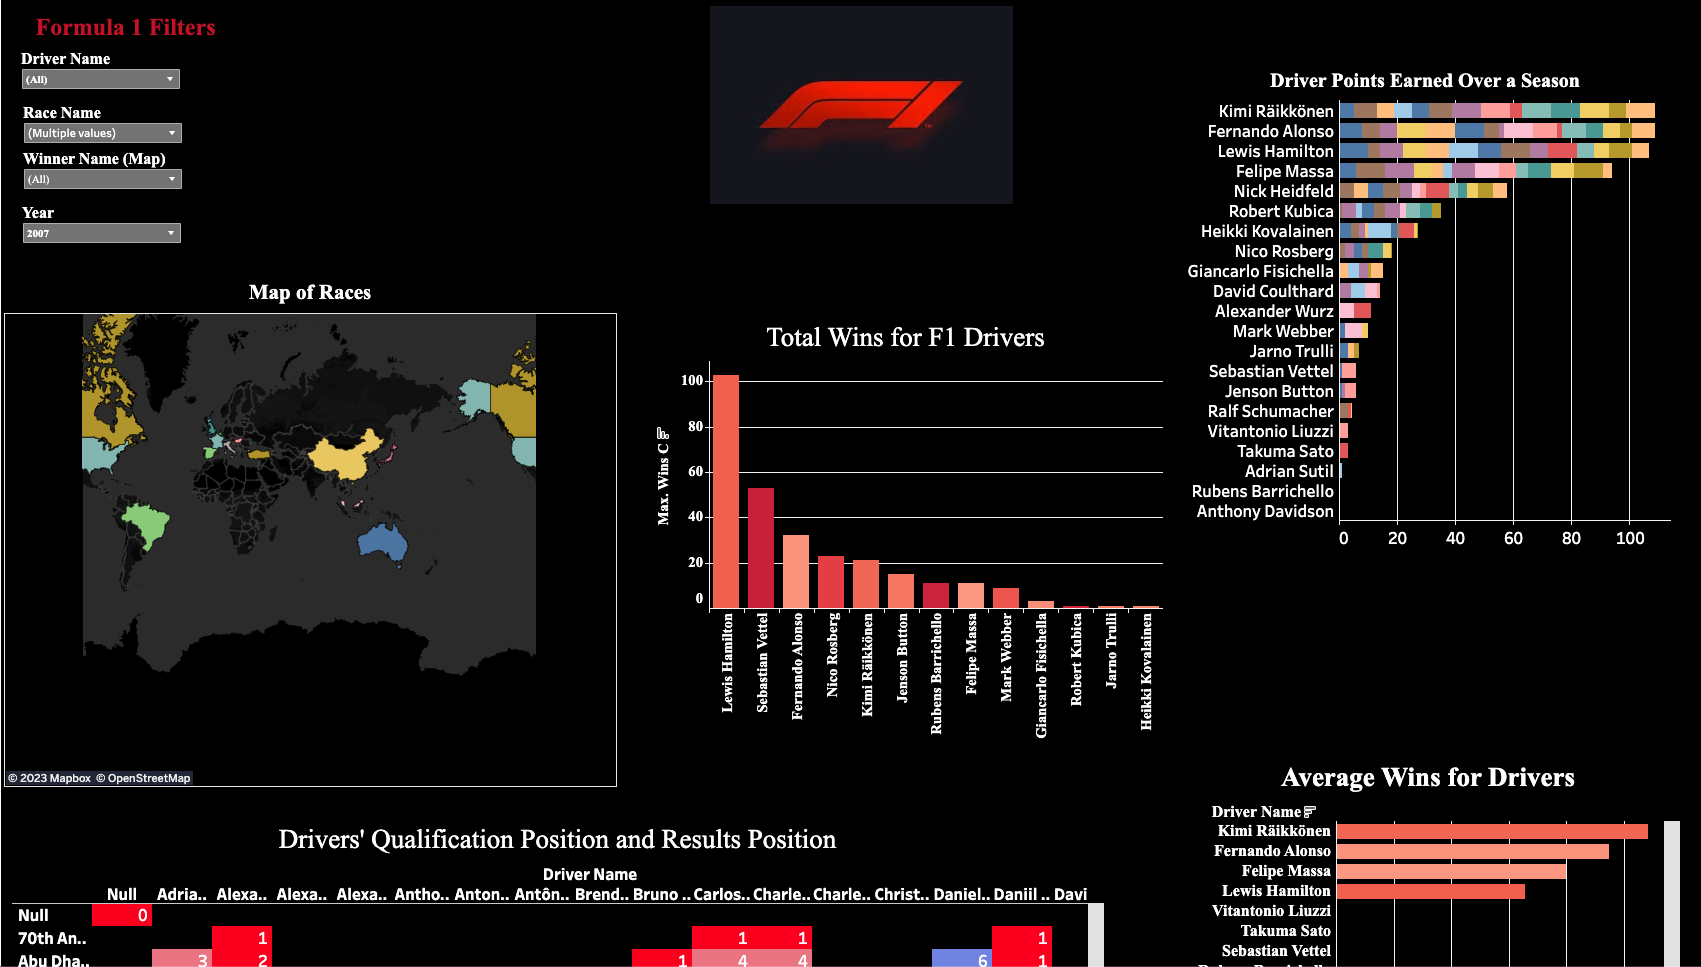 Formula 1 Filters
Driver Name
(All)
Race Name
(Multiple values)
Winner Name (Map)
(All)
Year
2007
Map of Races
© 2023 Mapbox © OpenStreetMap
F1
TM
Total Wins for F1 Drivers
Max. Wins C
100
80
60
40
20
0
Lewis Hamilton
Sebastian Vettel
Fernando Alonso
Nico Rosberg
Kimi Räikkönen
Jenson Button
Rubens Barrichello
Felipe Massa
Mark Webber
Giancarlo Fisichella
Robert Kubica
Jarno Trulli
Heikki Kovalainen
Driver Points Earned Over a Season
Kimi Räikkönen
Fernando Alonso
Lewis Hamilton
Felipe Massa
Nick Heidfeld
Robert Kubica
Heikki Kovalainen
Nico Rosberg
Giancarlo Fisichella
David Coulthard
Alexander Wurz
Mark Webber
Jarno Trulli
Sebastian Vettel
Jenson Button
Ralf Schumacher
Vitantonio Liuzzi
Takuma Sato
Adrian Sutil
Rubens Barrichello
Anthony Davidson
0 20 40 60 80 100
Drivers' Qualification Position and Results Position
Driver Name
Null Adria.. Alexa.. Alexa.. Alexa.. Antho.. Anton.. Antôn.. Brend.. Bruno .. Carlos.. Charle.. Charle.. Christ.. Daniel.. Daniil .. Davi
Null 0
70th An.. 1 1 1 1
Abu Dha.. 3 2 1 4 4 6 1
Average Wins for Drivers
Driver Name
Kimi Räikkönen
Fernando Alonso
Felipe Massa
Lewis Hamilton
Vitantonio Liuzzi
Takuma Sato
Sebastian Vettel